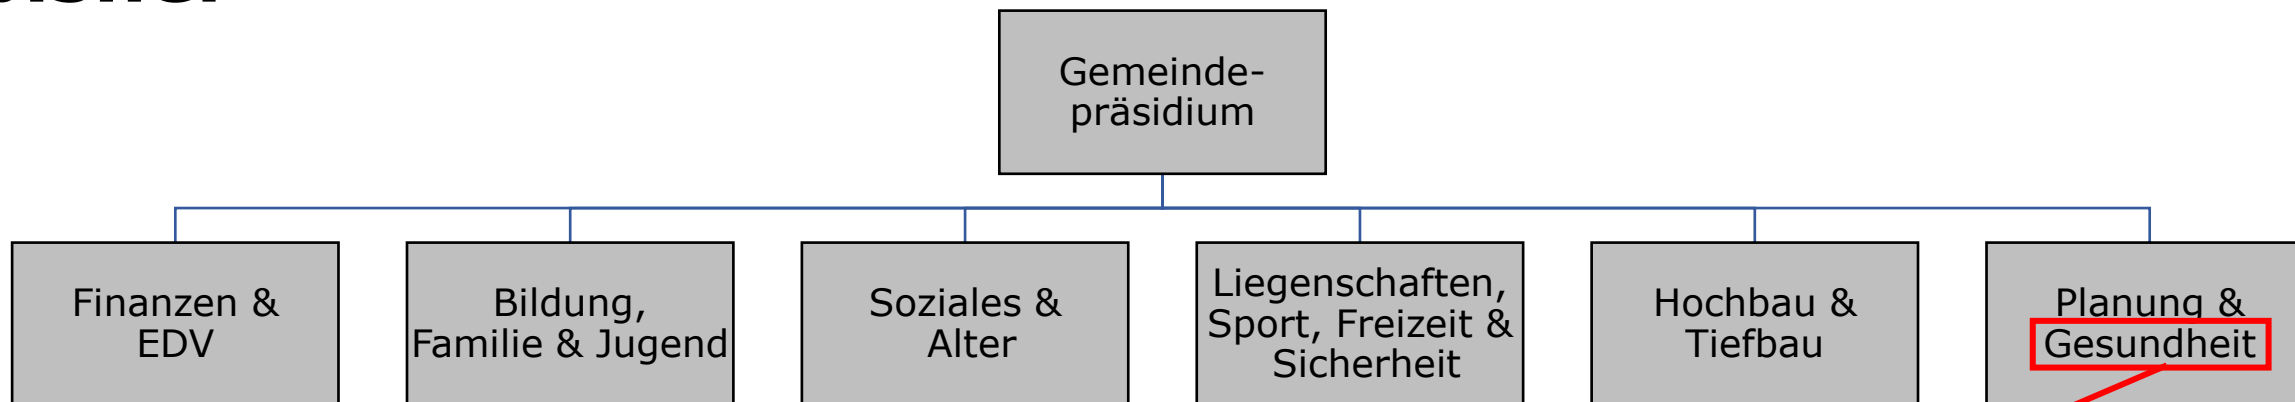 Gemeinde-
präsidium
Finanzen &
EDV
Bildung,
Familie & Jugend
Soziales &
Alter
Liegenschaften,
Sport, Freizeit &
Sicherheit
Hochbau &
Tiefbau
Planung &
Gesundheit